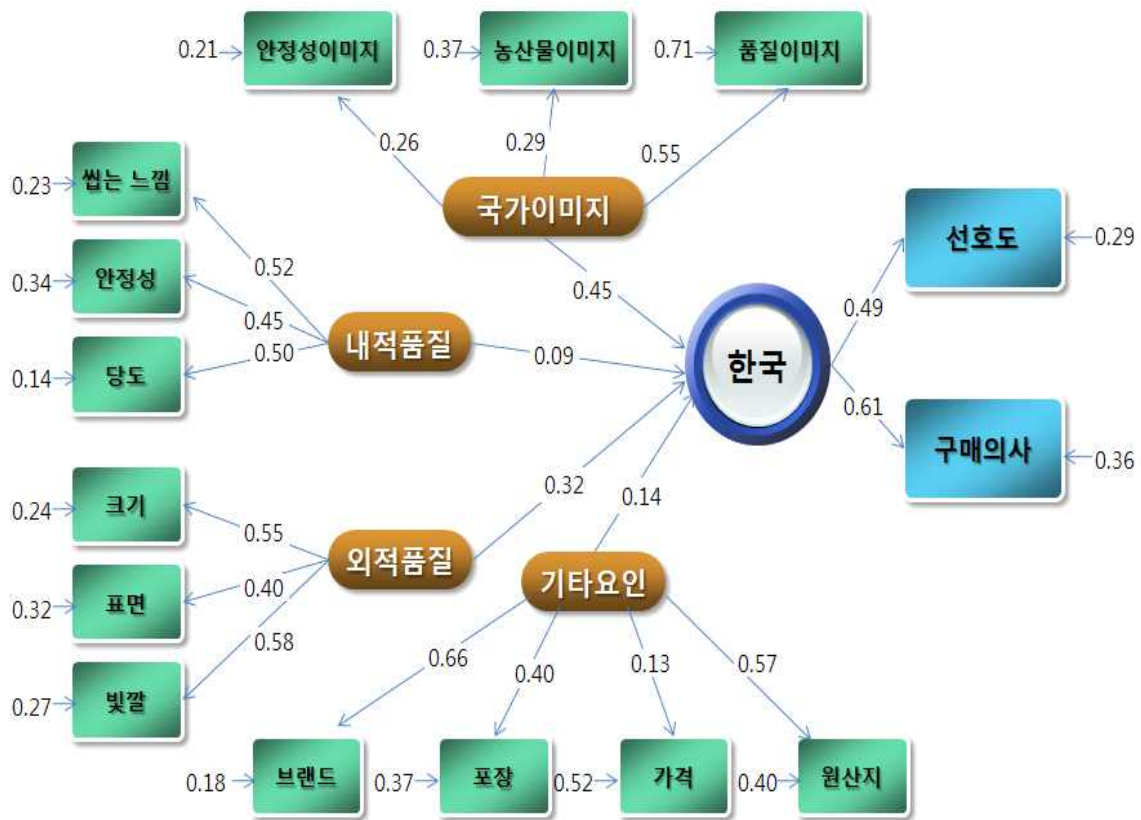 0.21
안정성이미지
0.37
농산물이미지
0.71
품질이미지
0.26
0.29
0.55
국가이미지
0.45
0.23
씹는 느낌
0.34
안정성
0.14
당도
0.52
0.45
0.50
내적품질
0.09
한국
0.49
0.61
선호도
0.29
구매의사
0.36
0.24
크기
0.32
표면
0.27
빛깔
0.55
0.40
0.58
외적품질
0.32
0.14
기타요인
0.66
0.40
0.13
0.57
0.18
브랜드
0.37
포장
0.52
가격
0.40
원산지